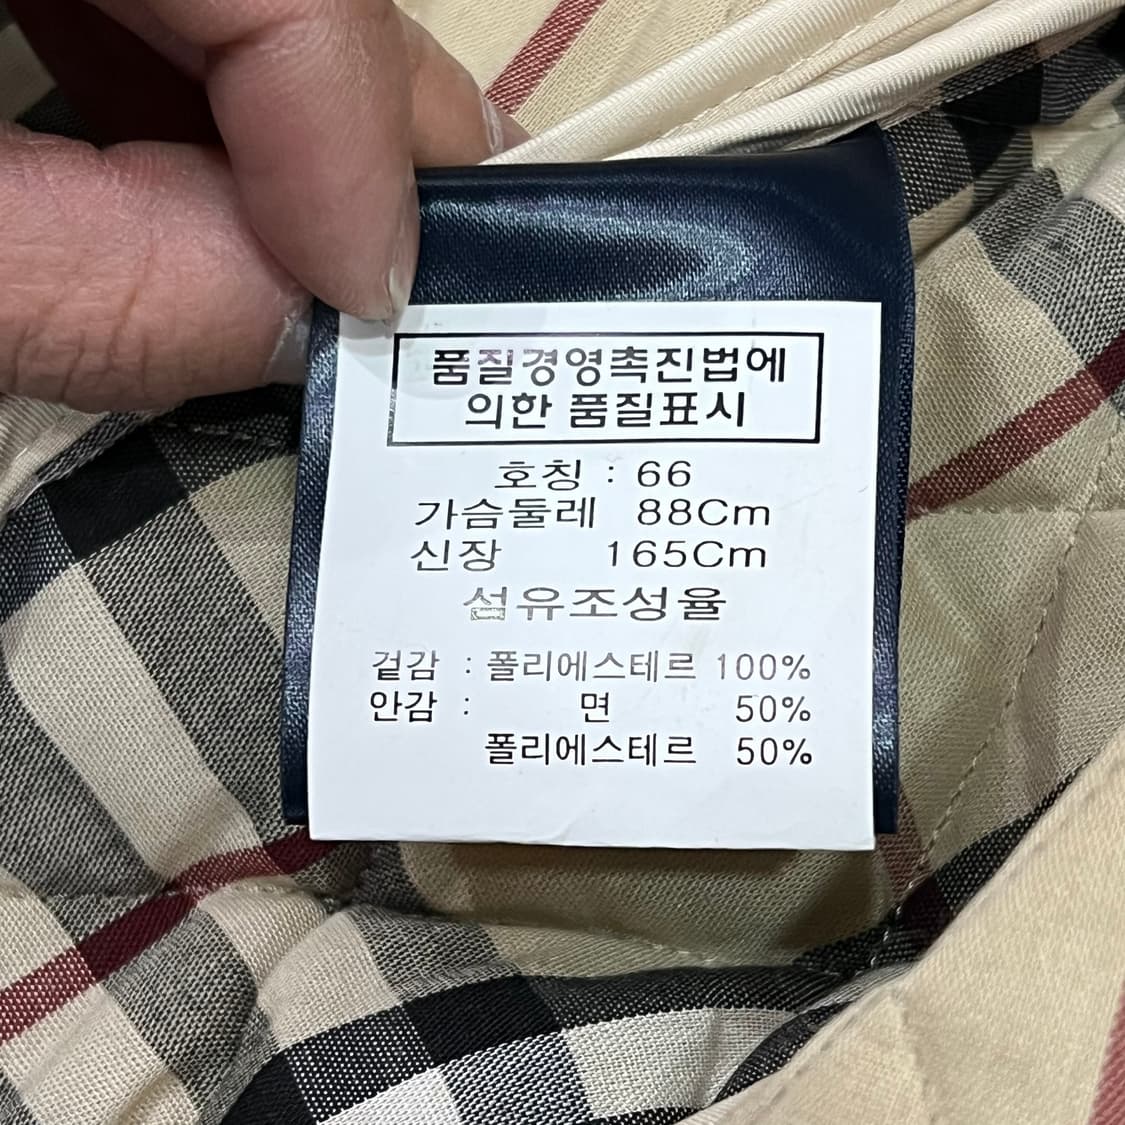 품질경영촉진법에
의한 품질표시
호칭 : 66
가슴둘레 88Cm
신장 165Cm
섬유조성율
겉감 : 폴리에스테르 100%
안감 : 면 50%
폴리에스테르 50%